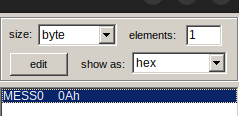 size: byte elements: 1
edit show as: hex
MESS0 0Ah